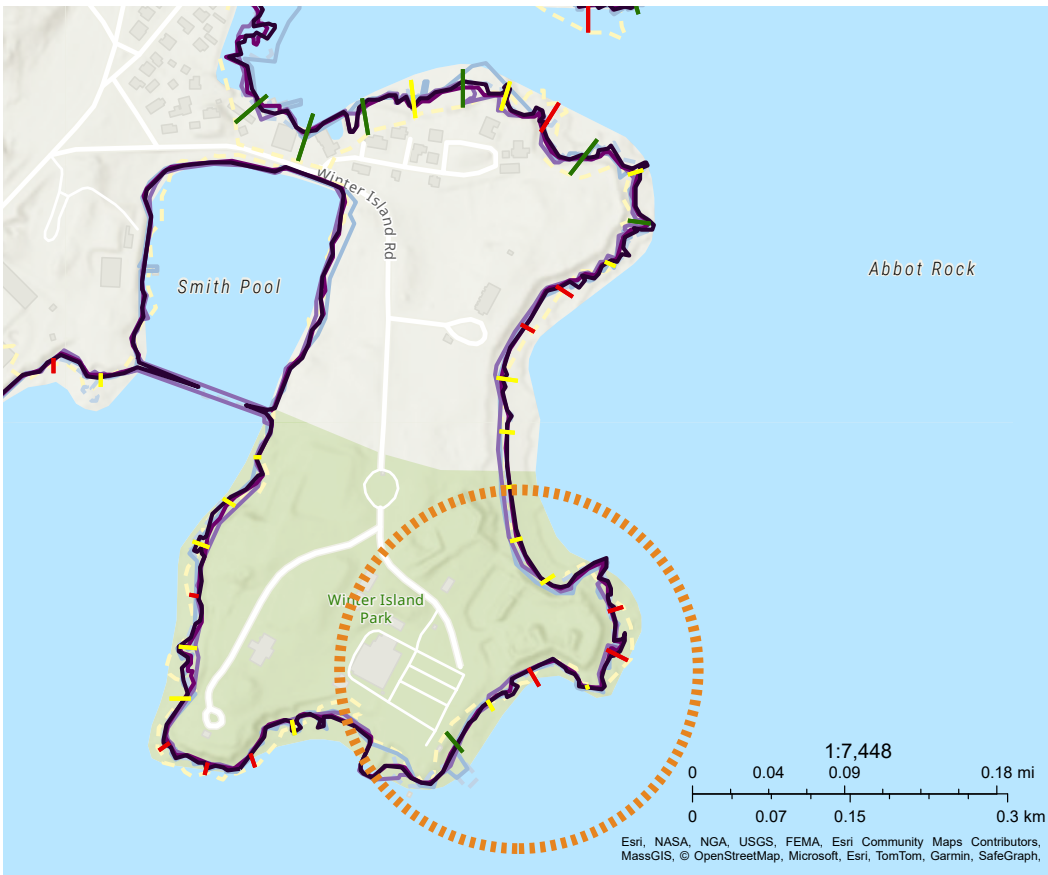 Winter Island Rd
Abbot Rock
Smith Pool
Winter Island
Park
1:7,448
0 0.04 0.09 0.18 mi
0 0.07 0.15 0.3 km
Esri, NASA, NGA, USGS, FEMA, Esri Community Maps Contributors,
MassGIS, © OpenStreetMap, Microsoft, Esri, TomTom, Garmin, SafeGraph,